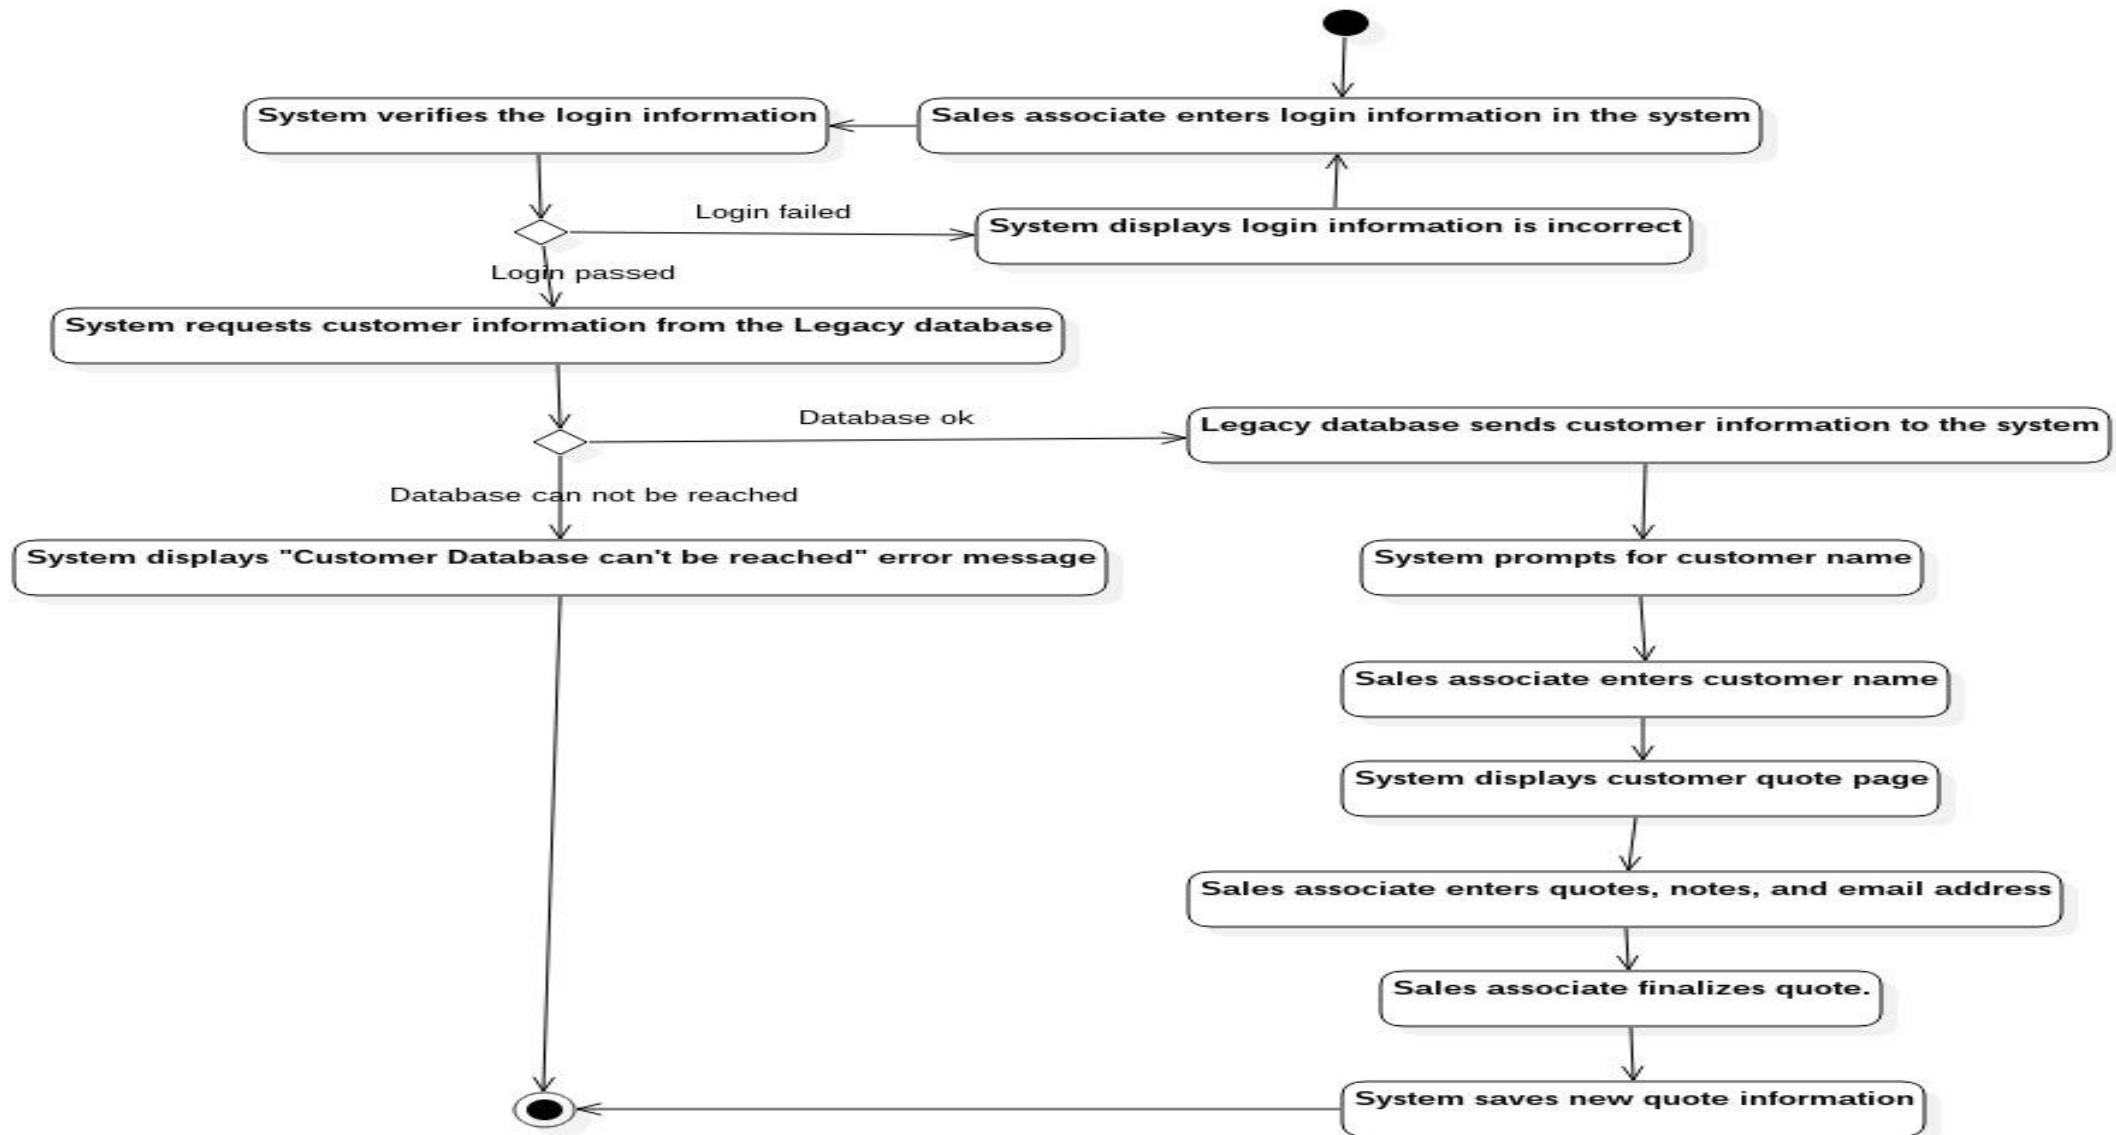 System verifies the login information
Sales associate enters login information in the system
Login failed
System displays login information is incorrect
Login passed
System requests customer information from the Legacy database
Database ok
Legacy database sends customer information to the system
Database can not be reached
System displays "Customer Database can't be reached" error message
System prompts for customer name
Sales associate enters customer name
System displays customer quote page
Sales associate enters quotes, notes, and email address
Sales associate finalizes quote.
System saves new quote information